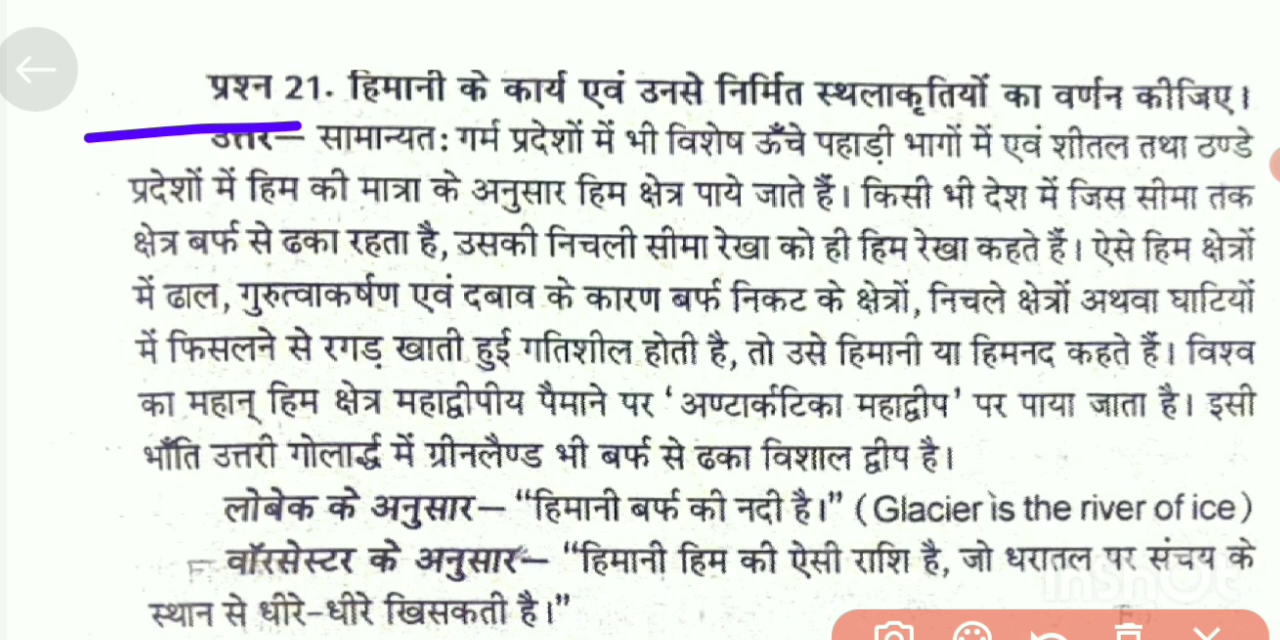 प्रश्न 21. हिमानी के कार्य एवं उनसे निर्मित स्थलाकृतियों का वर्णन कीजिए।
उत्तर— सामान्यत: गर्म प्रदेशों में भी विशेष ऊँचे पहाड़ी भागों में एवं शीतल तथा ठण्डे
प्रदेशों में हिम की मात्रा के अनुसार हिम क्षेत्र पाये जाते हैं। किसी भी देश में जिस सीमा तक
क्षेत्र बर्फ से ढका रहता है, उसकी निचली सीमा रेखा को ही हिम रेखा कहते हैं। ऐसे हिम क्षेत्रों
में ढाल, गुरुत्वाकर्षण एवं दबाव के कारण बर्फ निकट के क्षेत्रों, निचले क्षेत्रों अथवा घाटियों
में फिसलने से रगड़ खाती हुई गतिशील होती है, तो उसे हिमानी या हिमनद कहते हैं। विश्व
का महान् हिम क्षेत्र महाद्वीपीय पैमाने पर ‘अण्टार्कटिका महाद्वीप’ पर पाया जाता है। इसी
भाँति उत्तरी गोलार्द्ध में ग्रीनलैण्ड भी बर्फ से ढका विशाल द्वीप है।
लोबेक के अनुसार— “हिमानी बर्फ की नदी है।” (Glacier is the river of ice)
वॉरसेस्टर के अनुसार— “हिमानी हिम की ऐसी राशि है, जो धरातल पर संचय के
स्थान से धीरे-धीरे खिसकती है।”
inshot